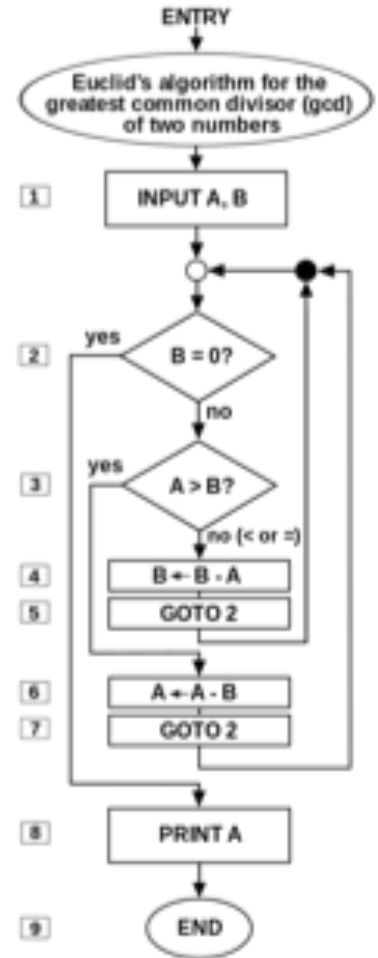 ENTRY
Euclid's algorithm for the
greatest common divisor (gcd)
of two numbers
1
INPUT A, B
yes
2
B = 0?
no
yes
3
A > B?
no (< or =)
4
B ← B - A
5
GOTO 2
6
A ← A - B
7
GOTO 2
8
PRINT A
9
END